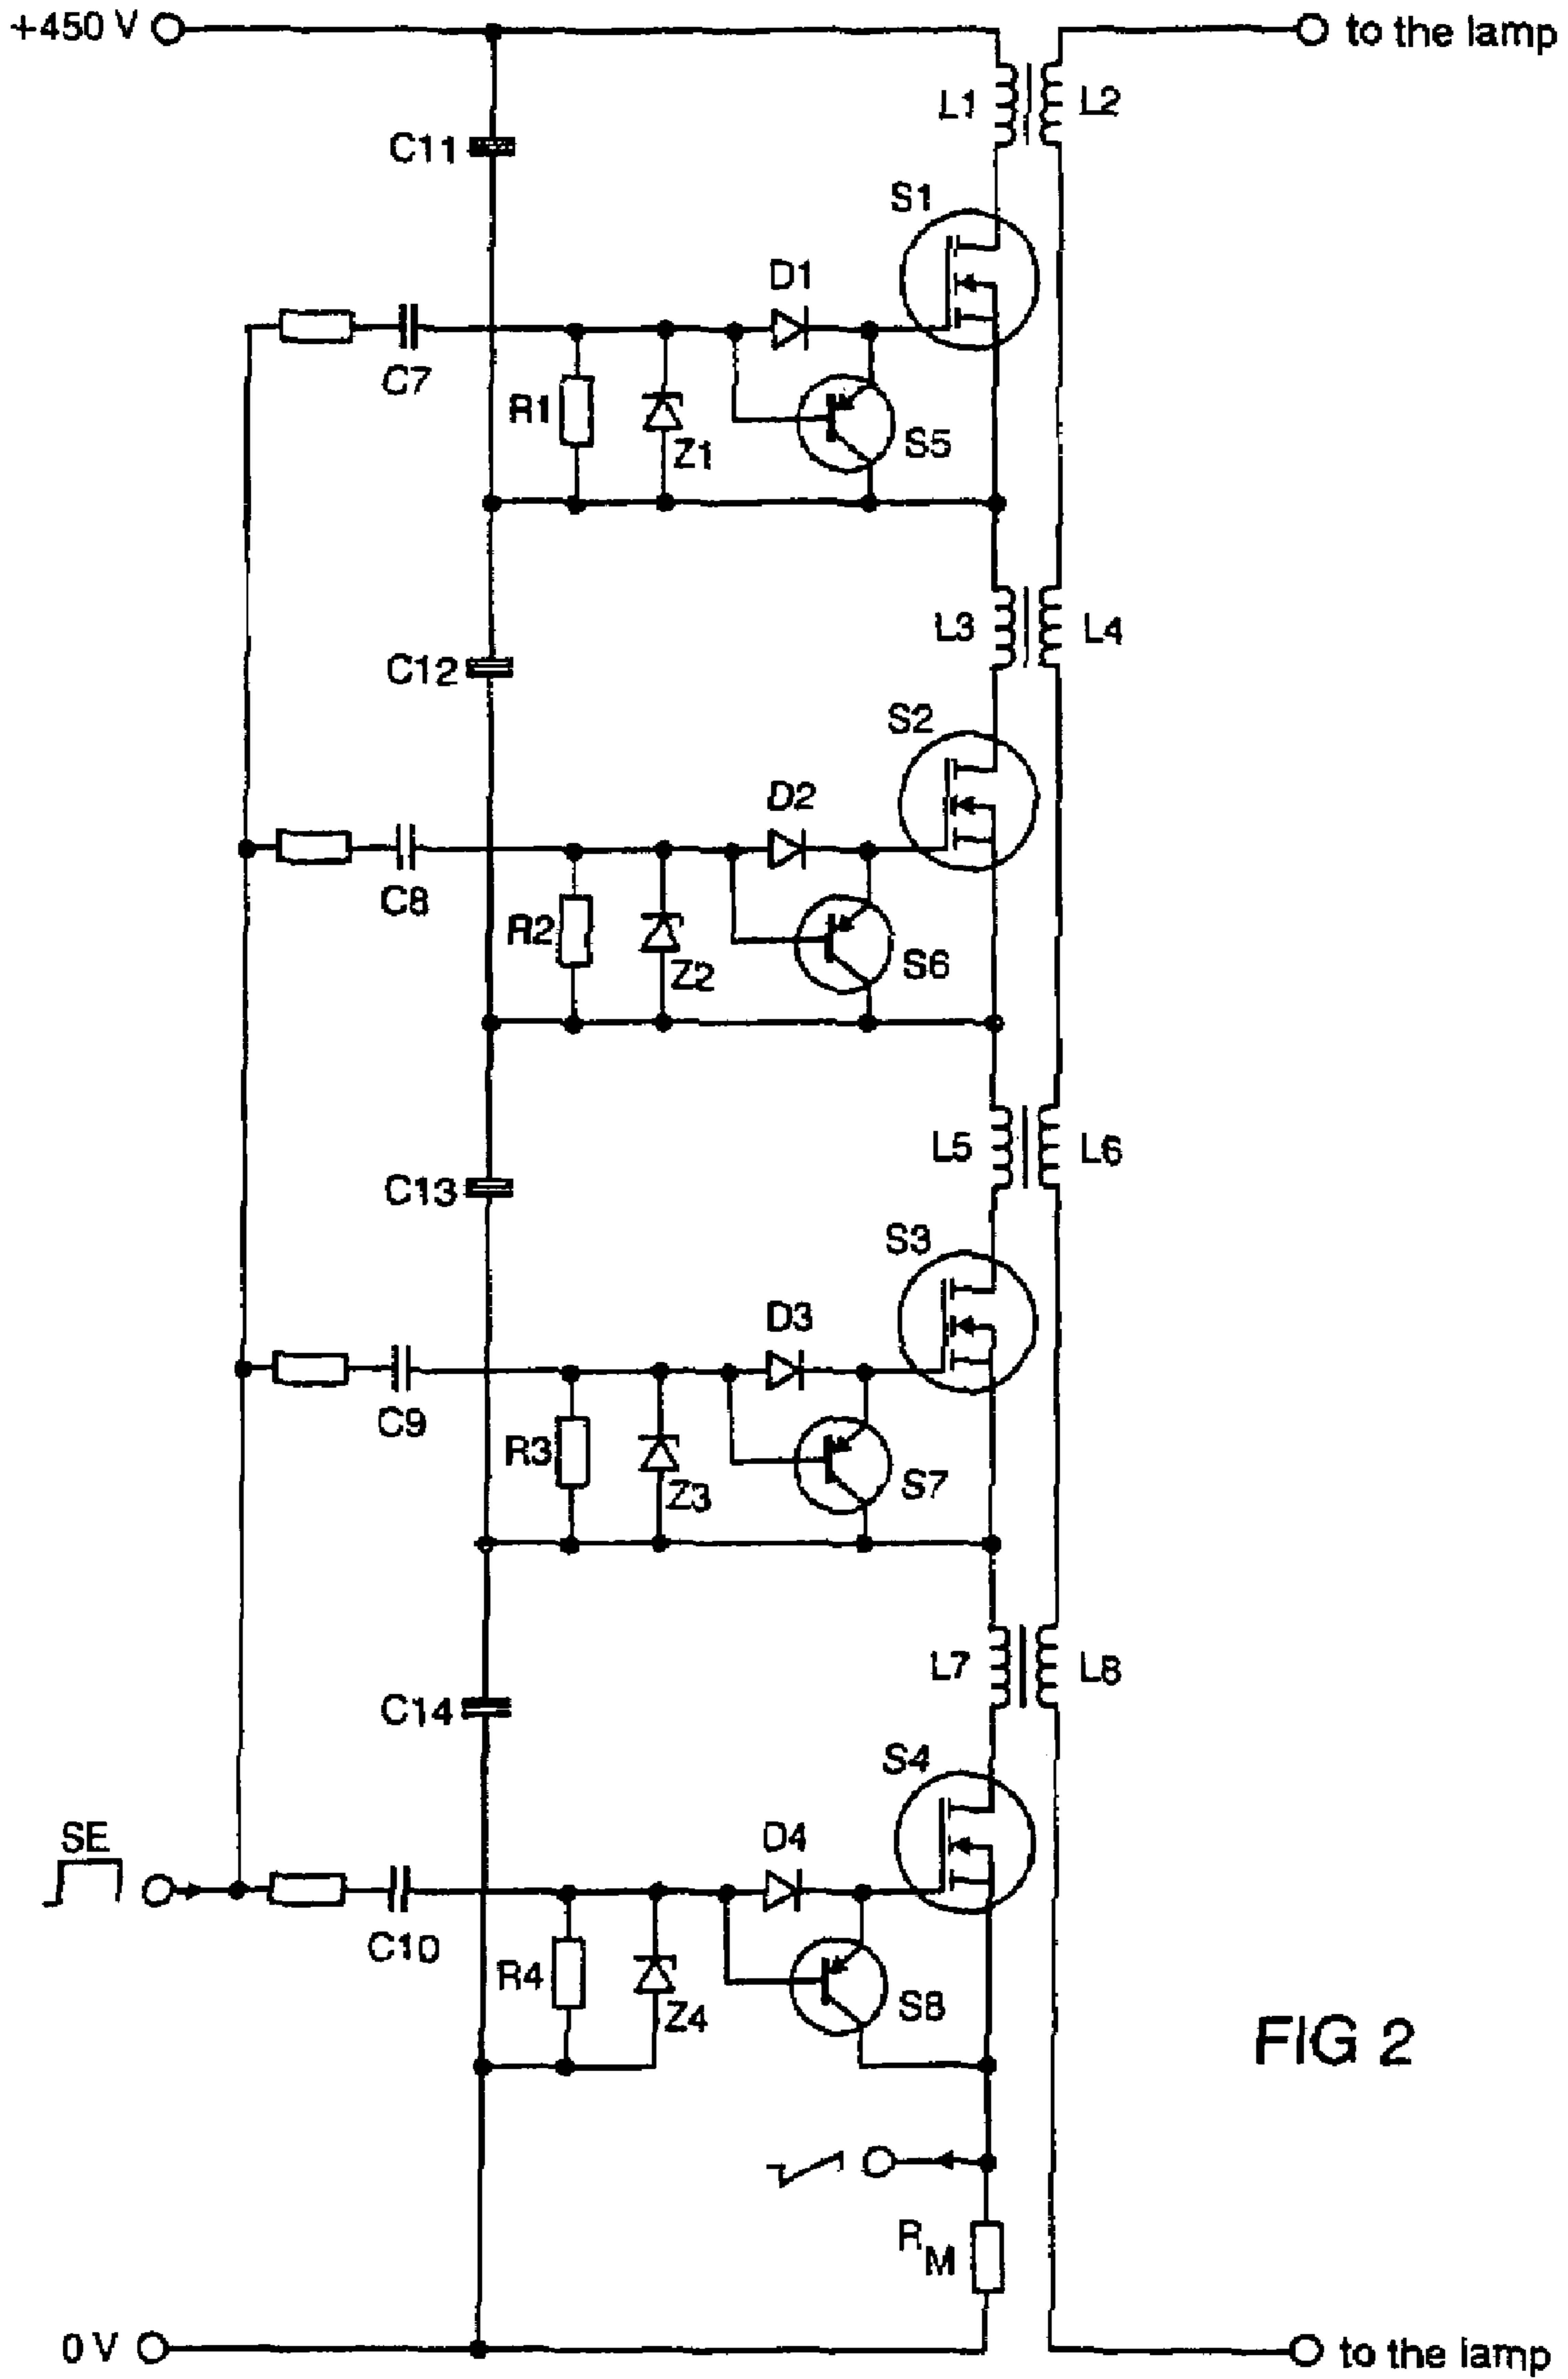 +450 V
to the lamp
L1
L2
C11
S1
D1
C7
R1
Z1
S5
L3
L4
C12
S2
D2
C8
R2
Z2
S6
L5
L6
C13
S3
D3
C9
R3
Z3
S7
L7
L8
C14
S4
SE
D4
C10
R4
Z4
S8
FIG 2
RM
0 V
to the lamp